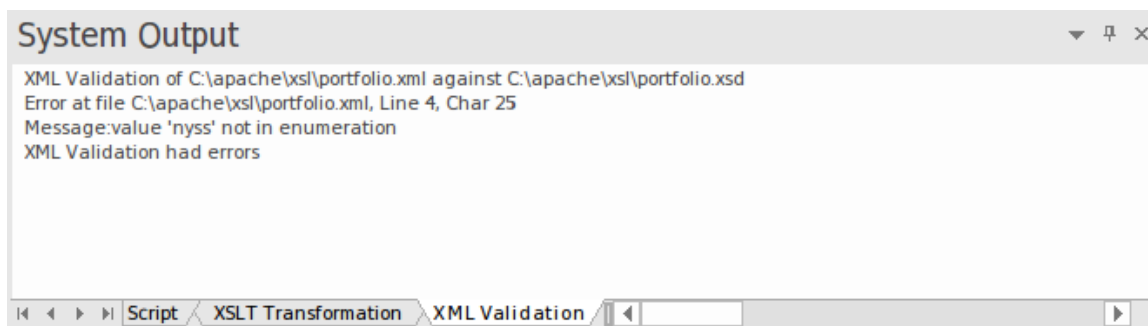 System Output
XML Validation of C:\apache\xsl\portfolio.xml against C:\apache\xsl\portfolio.xsd
Error at file C:\apache\xsl\portfolio.xml, Line 4, Char 25
Message:value 'nyss' not in enumeration
XML Validation had errors
Script XSLT Transformation XML Validation